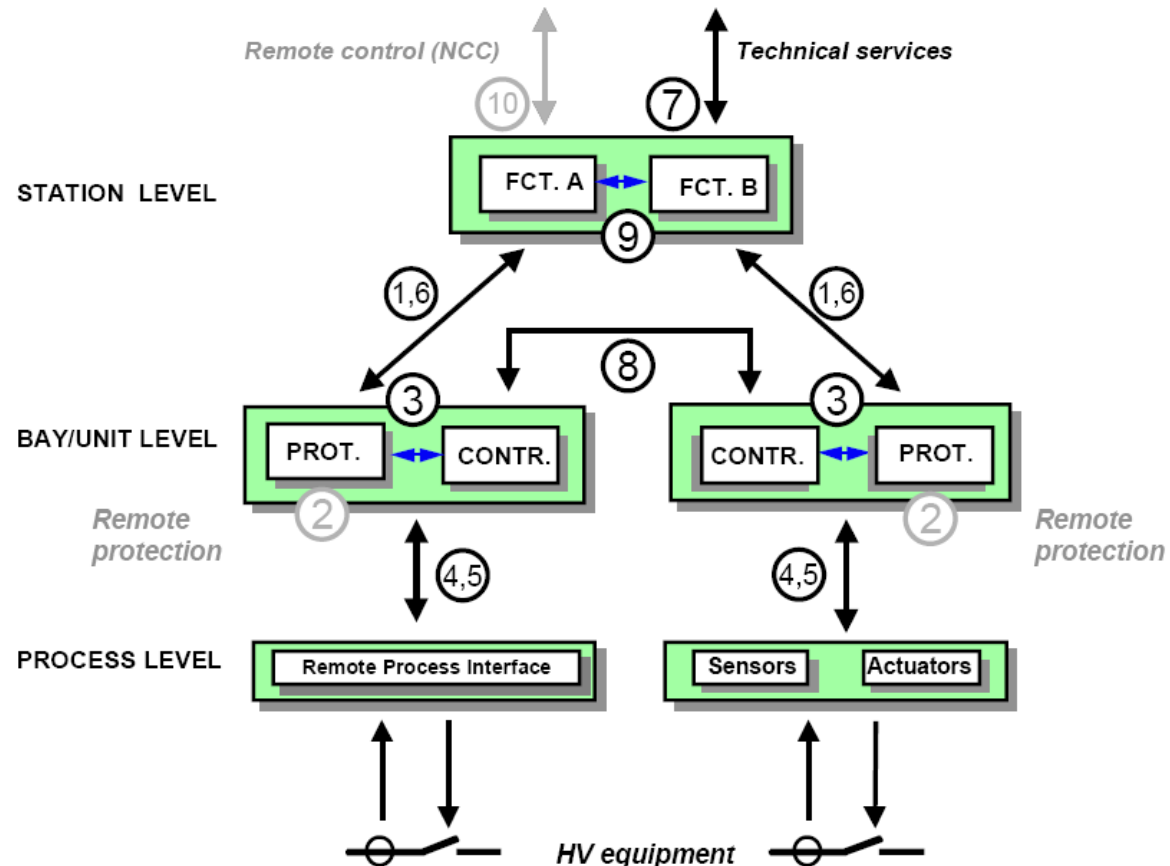 Remote control (NCC)
Technical services
10
7
STATION LEVEL
FCT. A
FCT. B
9
1,6
1,6
8
3
3
BAY/UNIT LEVEL
PROT.
CONTR.
CONTR.
PROT.
2
2
Remote
protection
Remote
protection
4,5
4,5
PROCESS LEVEL
Remote Process Interface
Sensors
Actuators
HV equipment